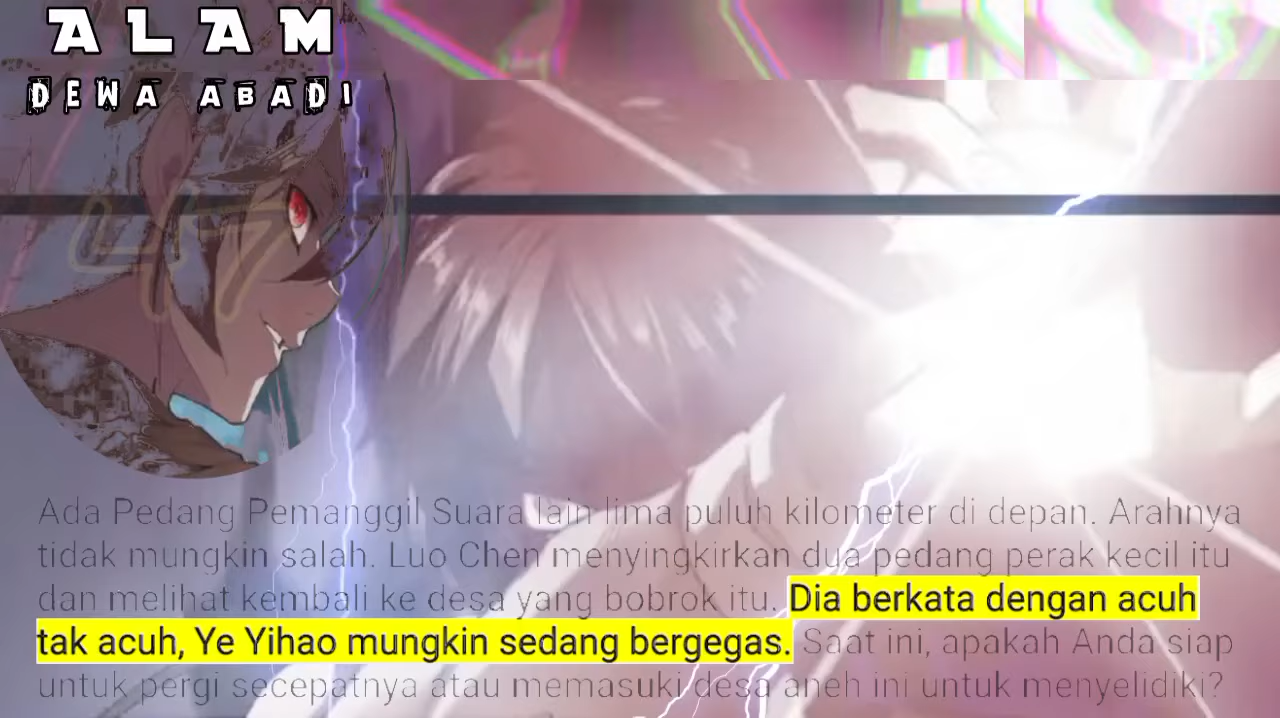 ALAM
DEWA ABADI
47
Ada Pedang Pemanggil Suara lain lima puluh kilometer di depan. Arahnya
tidak mungkin salah. Luo Chen menyingkirkan dua pedang perak kecil itu
dan melihat kembali ke desa yang bobrok itu. Dia berkata dengan acuh
tak acuh, Ye Yihao mungkin sedang bergegas. Saat ini, apakah Anda siap
untuk pergi secepatnya atau memasuki desa aneh ini untuk menyelidiki?